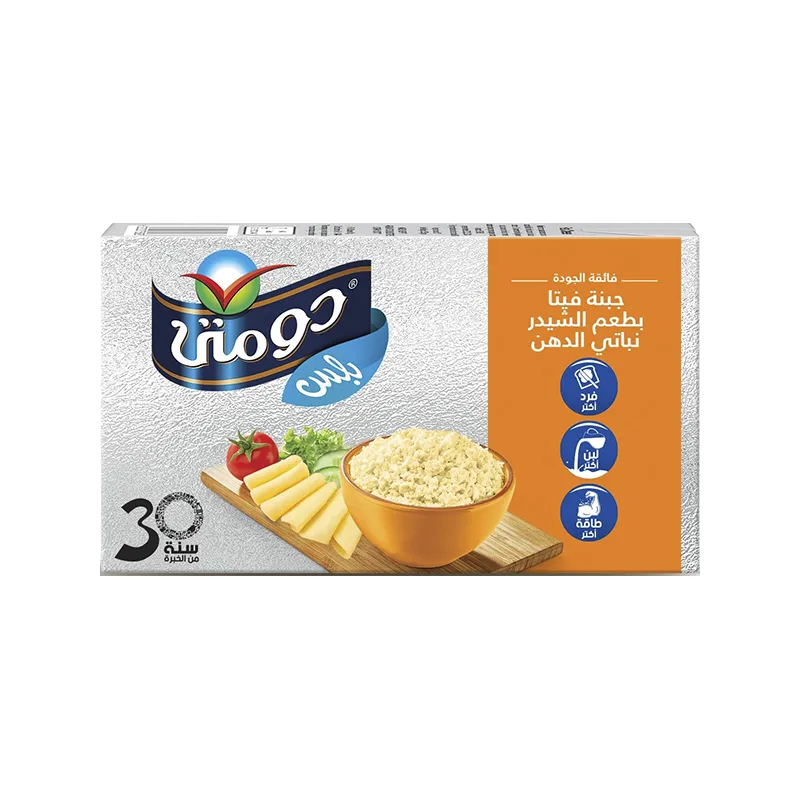 دومتي
®
بلس
فائقة الجودة
جبنة فيتا
بطعم الشيدر
نباتي الدهن
فرد
أكتر
لبن
أكتر
طاقة
أكتر
30
سنة
من الخبرة